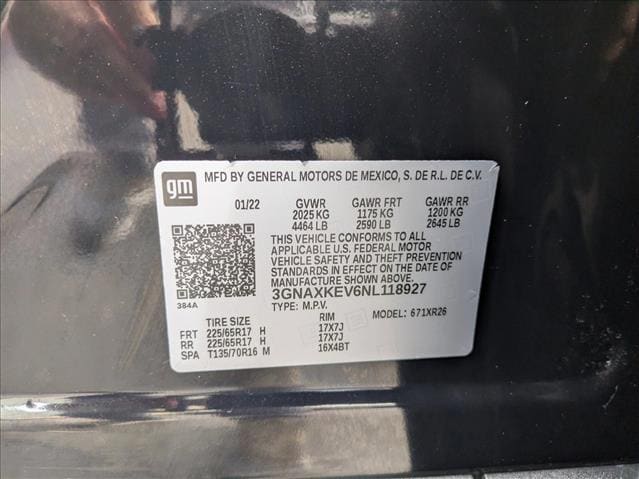 gm
MFD BY GENERAL MOTORS DE MEXICO, S. DE R.L. DE C.V.
01/22 GVWR GAWR FRT GAWR RR
2025 KG 1175 KG 1200 KG
4464 LB 2590 LB 2645 LB
THIS VEHICLE CONFORMS TO ALL
APPLICABLE U.S. FEDERAL MOTOR
VEHICLE SAFETY AND THEFT PREVENTION
STANDARDS IN EFFECT ON THE DATE OF
MANUFACTURE SHOWN ABOVE.
384A
3GNAXKEV6NL118927
TYPE: M.P.V. MODEL: 671XR26
TIRE SIZE RIM
FRT 225/65R17 H 17X7J
RR 225/65R17 H 17X7J
SPA T135/70R16 M 16X4BT